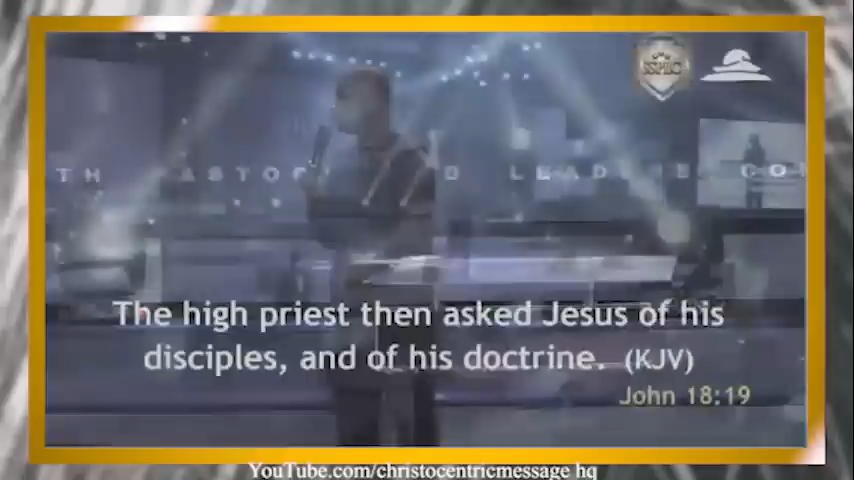 The high priest then asked Jesus of his
disciples, and of his doctrine. (KJV)
John 18:19
YouTube.com/christocentricmessage hq